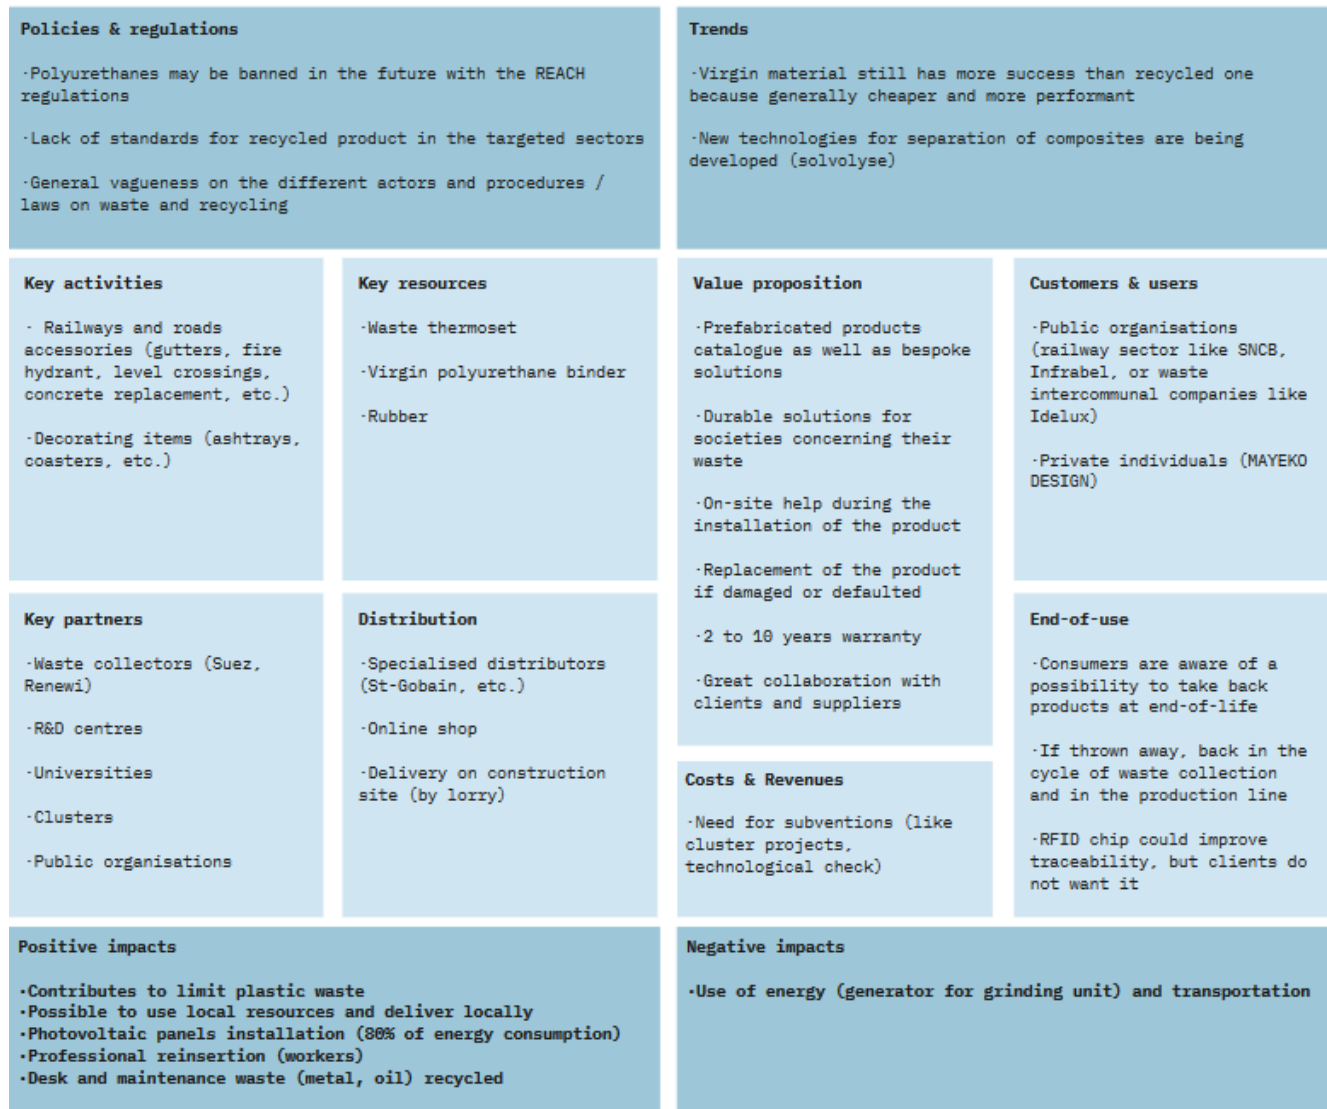 Policies & regulations
·Polyurethanes may be banned in the future with the REACH
regulations
·Lack of standards for recycled product in the targeted sectors
·General vagueness on the different actors and procedures /
laws on waste and recycling
Trends
·Virgin material still has more success than recycled one
because generally cheaper and more performant
·New technologies for separation of composites are being
developed (solvolyse)
Key activities
· Railways and roads
accessories (gutters, fire
hydrant, level crossings,
concrete replacement, etc.)
·Decorating items (ashtrays,
coasters, etc.)
Key resources
·Waste thermoset
·Virgin polyurethane binder
·Rubber
Value proposition
·Prefabricated products
catalogue as well as bespoke
solutions
·Durable solutions for
societies concerning their
waste
·On-site help during the
installation of the product
·Replacement of the product
if damaged or defaulted
·2 to 10 years warranty
·Great collaboration with
clients and suppliers
Customers & users
·Public organisations
(railway sector like SNCB,
Infrabel, or waste
intercommunal companies like
Idelux)
·Private individuals (MAYEKO
DESIGN)
Key partners
·Waste collectors (Suez,
Renewi)
·R&D centres
·Universities
·Clusters
·Public organisations
Distribution
·Specialised distributors
(St-Gobain, etc.)
·Online shop
·Delivery on construction
site (by lorry)
Costs & Revenues
·Need for subventions (like
cluster projects,
technological check)
End-of-use
·Consumers are aware of a
possibility to take back
products at end-of-life
·If thrown away, back in the
cycle of waste collection
and in the production line
·RFID chip could improve
traceability, but clients do
not want it
Positive impacts
·Contributes to limit plastic waste
·Possible to use local resources and deliver locally
·Photovoltaic panels installation (80% of energy consumption)
·Professional reinsertion (workers)
·Desk and maintenance waste (metal, oil) recycled
Negative impacts
·Use of energy (generator for grinding unit) and transportation